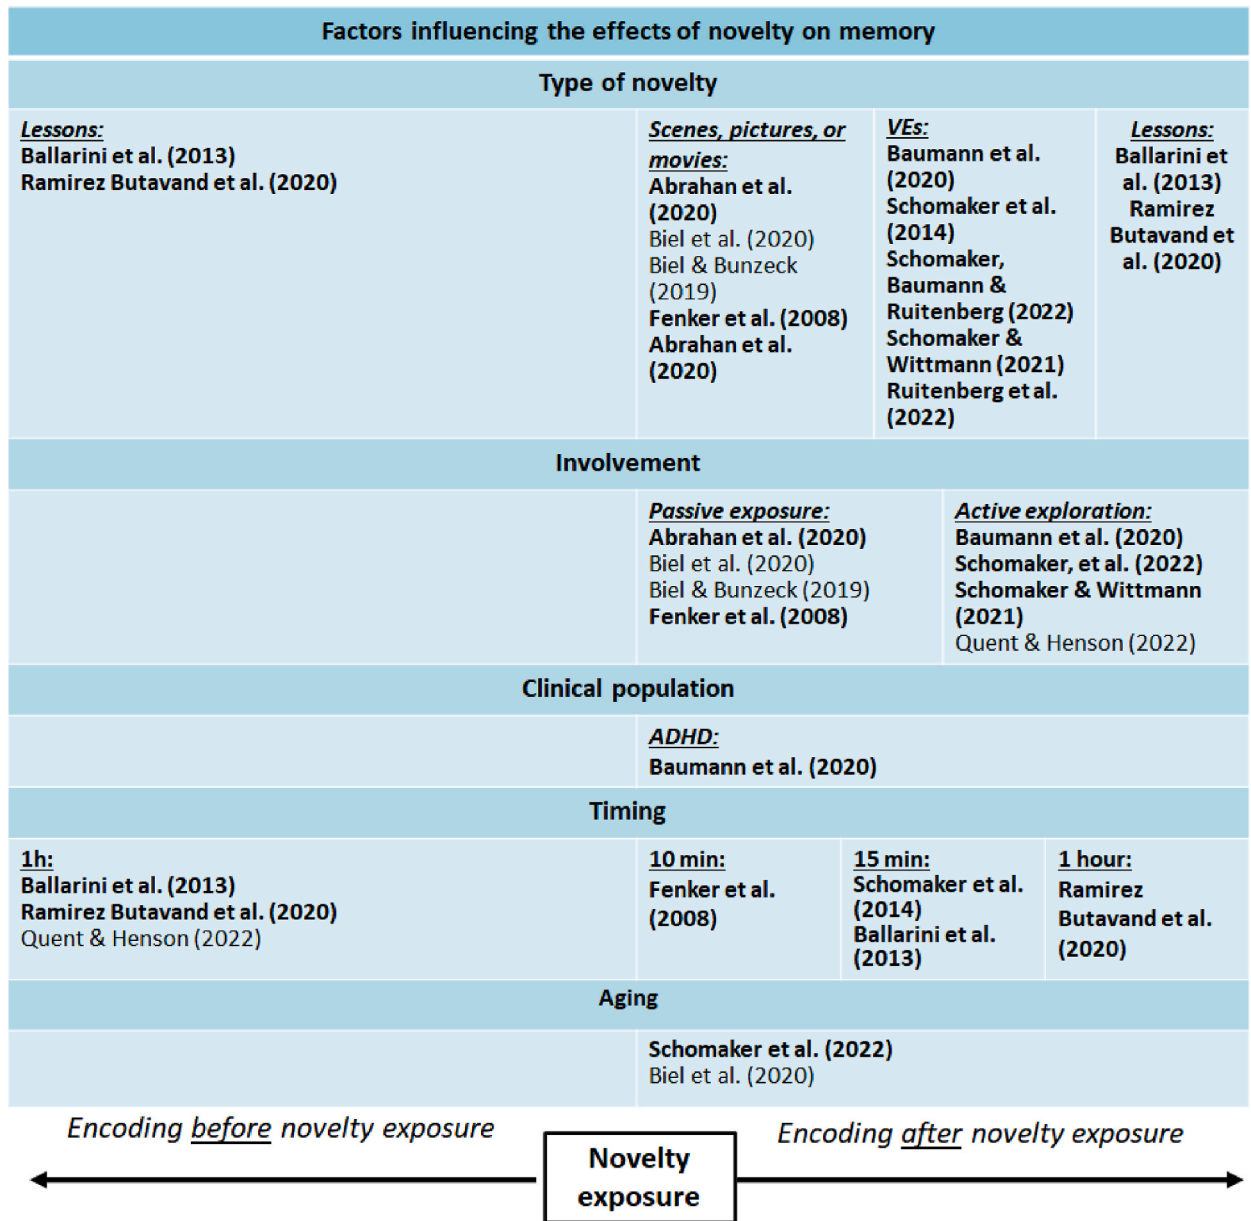 Factors influencing the effects of novelty on memory
Type of novelty
Lessons:
Ballarini et al. (2013)
Ramirez Butavand et al. (2020)
Scenes, pictures, or
movies:
Abrahan et al.
(2020)
Biel et al. (2020)
Biel & Bunzeck
(2019)
Fenker et al. (2008)
Abrahan et al.
(2020)
VEs:
Baumann et al.
(2020)
Schomaker et al.
(2014)
Schomaker,
Baumann &
Ruitenberg (2022)
Schomaker &
Wittmann (2021)
Ruitenberg et al.
(2022)
Lessons:
Ballarini et
al. (2013)
Ramirez
Butavand et
al. (2020)
Involvement
Passive exposure:
Abrahan et al. (2020)
Biel et al. (2020)
Biel & Bunzeck (2019)
Fenker et al. (2008)
Active exploration:
Baumann et al. (2020)
Schomaker, et al. (2022)
Schomaker & Wittmann
(2021)
Quent & Henson (2022)
Clinical population
ADHD:
Baumann et al. (2020)
Timing
1h:
Ballarini et al. (2013)
Ramirez Butavand et al. (2020)
Quent & Henson (2022)
10 min:
Fenker et al.
(2008)
15 min:
Schomaker et al.
(2014)
Ballarini et al.
(2013)
1 hour:
Ramirez
Butavand et al.
(2020)
Aging
Schomaker et al. (2022)
Biel et al. (2020)
Encoding before novelty exposure
Novelty
exposure
Encoding after novelty exposure